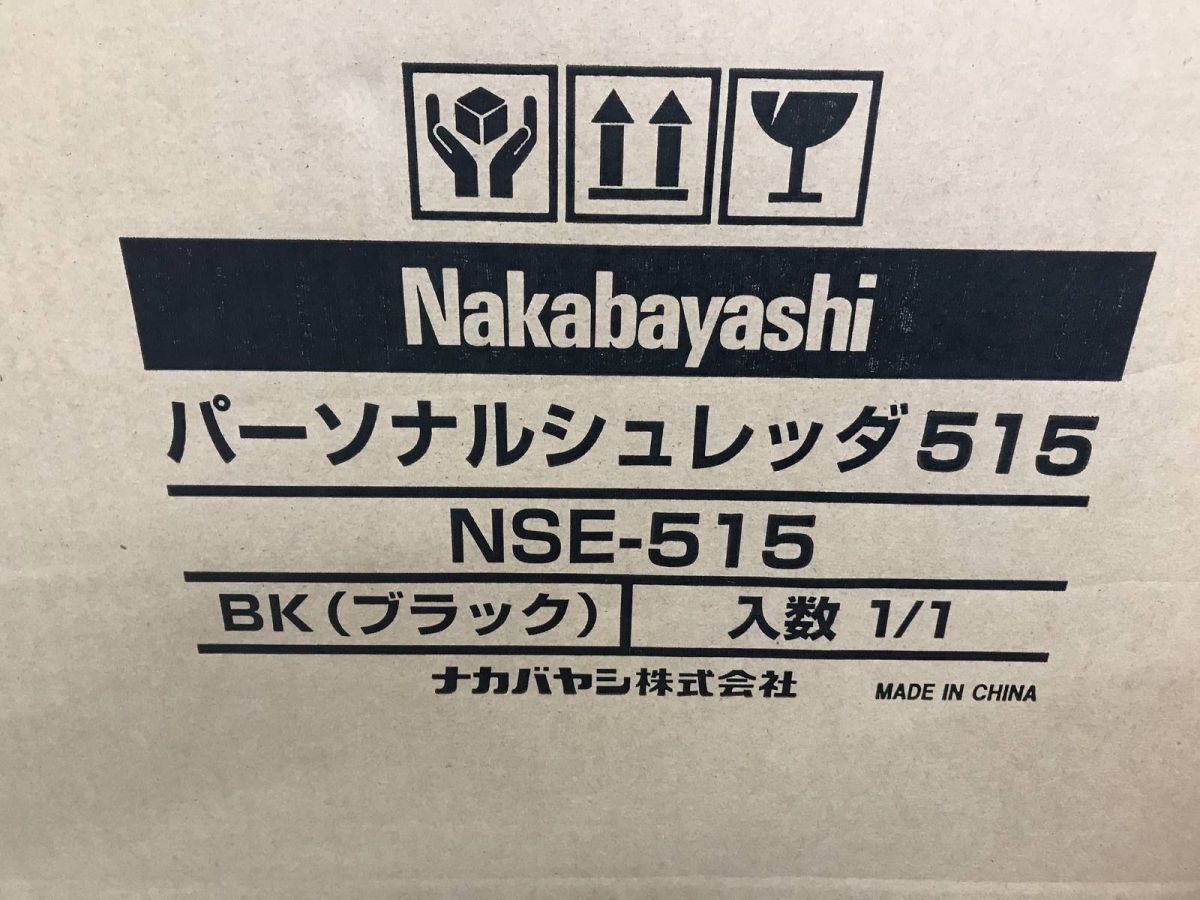 Nakabayashi
パーソナルシュレッダ515
NSE-515
BK(ブラック) 入数 1/1
ナカバヤシ株式会社 MADE IN CHINA